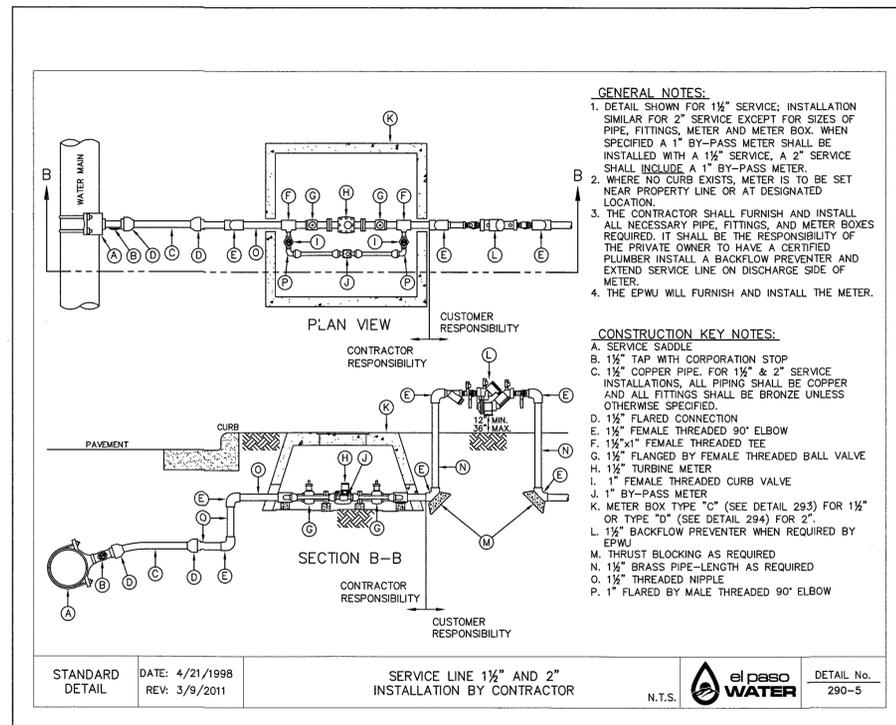 B
WATER MAIN
K
F
G
H
G
F
B
I
I
A
B
D
C
D
E
O
P
J
P
E
L
E
PLAN VIEW
CUSTOMER
RESPONSIBILITY
CONTRACTOR
RESPONSIBILITY
L
E
E
K
12" MIN.
36" MAX.
CURB
PAVEMENT
H
J
O
E
N
N
E
E
O
G
G
M
B
D
C
D
E
A
SECTION B-B
CONTRACTOR
RESPONSIBILITY
CUSTOMER
RESPONSIBILITY
GENERAL NOTES:
1. DETAIL SHOWN FOR 1½" SERVICE; INSTALLATION
SIMILAR FOR 2" SERVICE EXCEPT FOR SIZES OF
PIPE, FITTINGS, METER AND METER BOX. WHEN
SPECIFIED A 1" BY-PASS METER SHALL BE
INSTALLED WITH A 1½" SERVICE, A 2" SERVICE
SHALL INCLUDE A 1" BY-PASS METER.
2. WHERE NO CURB EXISTS, METER IS TO BE SET
NEAR PROPERTY LINE OR AT DESIGNATED
LOCATION.
3. THE CONTRACTOR SHALL FURNISH AND INSTALL
ALL NECESSARY PIPE, FITTINGS, AND METER BOXES
REQUIRED. IT SHALL BE THE RESPONSIBILITY OF
THE PRIVATE OWNER TO HAVE A CERTIFIED
PLUMBER INSTALL A BACKFLOW PREVENTER AND
EXTEND SERVICE LINE ON DISCHARGE SIDE OF
METER.
4. THE EPWU WILL FURNISH AND INSTALL THE METER.
CONSTRUCTION KEY NOTES:
A. SERVICE SADDLE
B. 1½" TAP WITH CORPORATION STOP
C. 1½" COPPER PIPE. FOR 1½" & 2" SERVICE
INSTALLATIONS, ALL PIPING SHALL BE COPPER
AND ALL FITTINGS SHALL BE BRONZE UNLESS
OTHERWISE SPECIFIED.
D. 1½" FLARED CONNECTION
E. 1½" FEMALE THREADED 90° ELBOW
F. 1½"x1" FEMALE THREADED TEE
G. 1½" FLANGED BY FEMALE THREADED BALL VALVE
H. 1½" TURBINE METER
I. 1" FEMALE THREADED CURB VALVE
J. 1" BY-PASS METER
K. METER BOX TYPE "C" (SEE DETAIL 293) FOR 1½"
OR TYPE "D" (SEE DETAIL 294) FOR 2".
L. 1½" BACKFLOW PREVENTER WHEN REQUIRED BY
EPWU
M. THRUST BLOCKING AS REQUIRED
N. 1½" BRASS PIPE-LENGTH AS REQUIRED
O. 1½" THREADED NIPPLE
P. 1" FLARED BY MALE THREADED 90° ELBOW
STANDARD
DETAIL
DATE: 4/21/1998
REV: 3/9/2011
SERVICE LINE 1½" AND 2"
INSTALLATION BY CONTRACTOR
N.T.S.
el paso
WATER
DETAIL No.
290-5